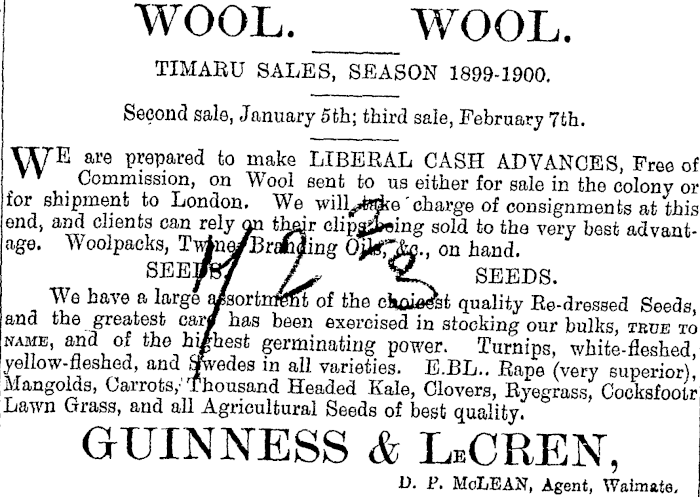 WOOL. WOOL.
TIMARU SALES, SEASON 1899-1900.
Second sale, January 5th; third sale, February 7th.
WE are prepared to make LIBERAL CASH ADVANCES, Free of
Commission, on Wool sent to us either for sale in the colony or
for shipment to London. We will take charge of consignments at this
end, and clients can rely on their clips being sold to the very best advant-
age. Woolpacks, Twine, Branding Oils, &c., on hand.
SEEDS. SEEDS.
We have a large assortment of the choicest quality Re-dressed Seeds,
and the greatest care has been exercised in stocking our bulks, TRUE TO
NAME, and of the highest germinating power. Turnips, white-fleshed,
yellow-fleshed, and Swedes in all varieties. E.BL.. Rape (very superior),
Mangolds, Carrots, Thousand Headed Kale, Clovers, Ryegrass, Cocksfootr
Lawn Grass, and all Agricultural Seeds of best quality.
GUINNESS & LeCREN,
D. P. McLEAN, Agent, Waimate.